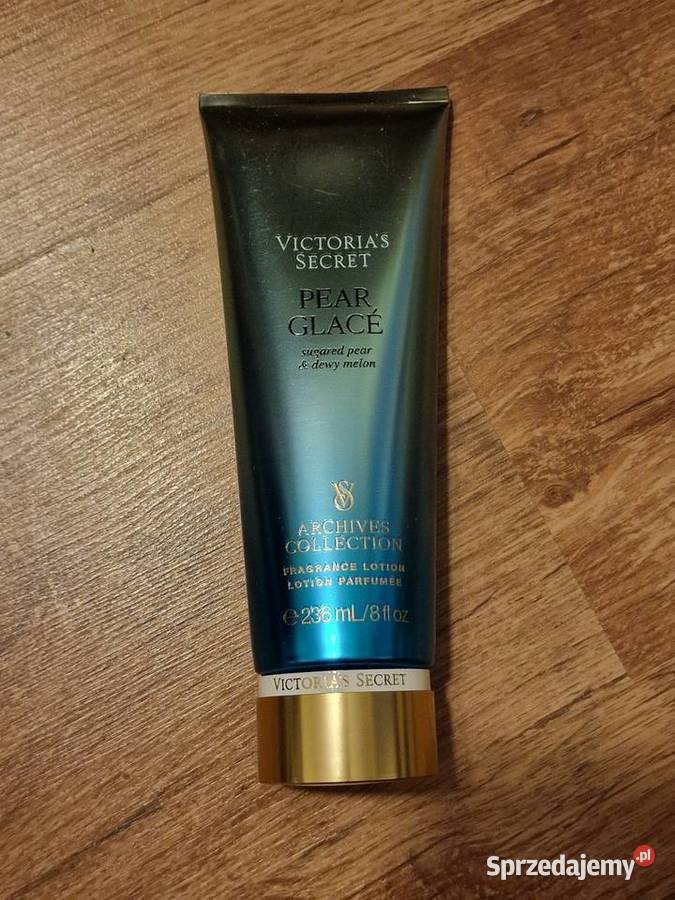 VICTORIA'S
SECRET
PEAR
GLACÉ
sugared pear
& dewy melon
VS
ARCHIVES
COLLECTION
FRAGRANCE LOTION
LOTION PARFUMÉE
℮ 236 mL/8 fl oz
VICTORIA'S SECRET
Sprzedajemy.pl